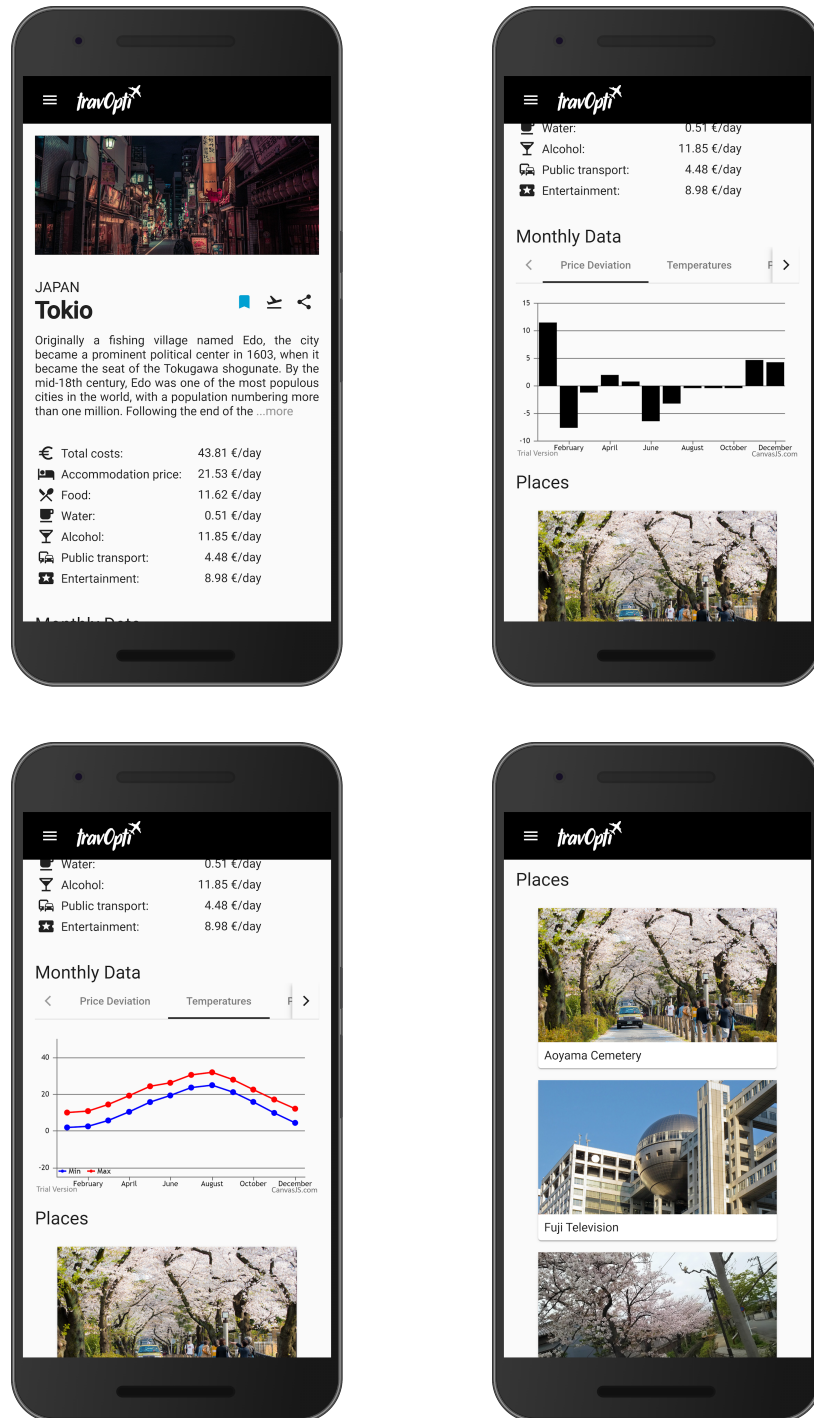 travOpti
JAPAN
Tokio
Originally a fishing village named Edo, the city
became a prominent political center in 1603, when it
became the seat of the Tokugawa shogunate. By the
mid-18th century, Edo was one of the most populous
cities in the world, with a population numbering more
than one million. Following the end of the ...more
Total costs: 43.81 €/day
Accommodation price: 21.53 €/day
Food: 11.62 €/day
Water: 0.51 €/day
Alcohol: 11.85 €/day
Public transport: 4.48 €/day
Entertainment: 8.98 €/day
Monthly Data
travOpti
Water: 0.51 €/day
Alcohol: 11.85 €/day
Public transport: 4.48 €/day
Entertainment: 8.98 €/day
Monthly Data
Price Deviation Temperatures
15
10
5
0
-5
-10
February April June August October December
Trial Version CanvasJS.com
Places
travOpti
Water: 0.51 €/day
Alcohol: 11.85 €/day
Public transport: 4.48 €/day
Entertainment: 8.98 €/day
Monthly Data
Price Deviation Temperatures
40
20
0
-20
Min Max
February April June August October December
Trial Version CanvasJS.com
Places
travOpti
Places
Aoyama Cemetery
Fuji Television